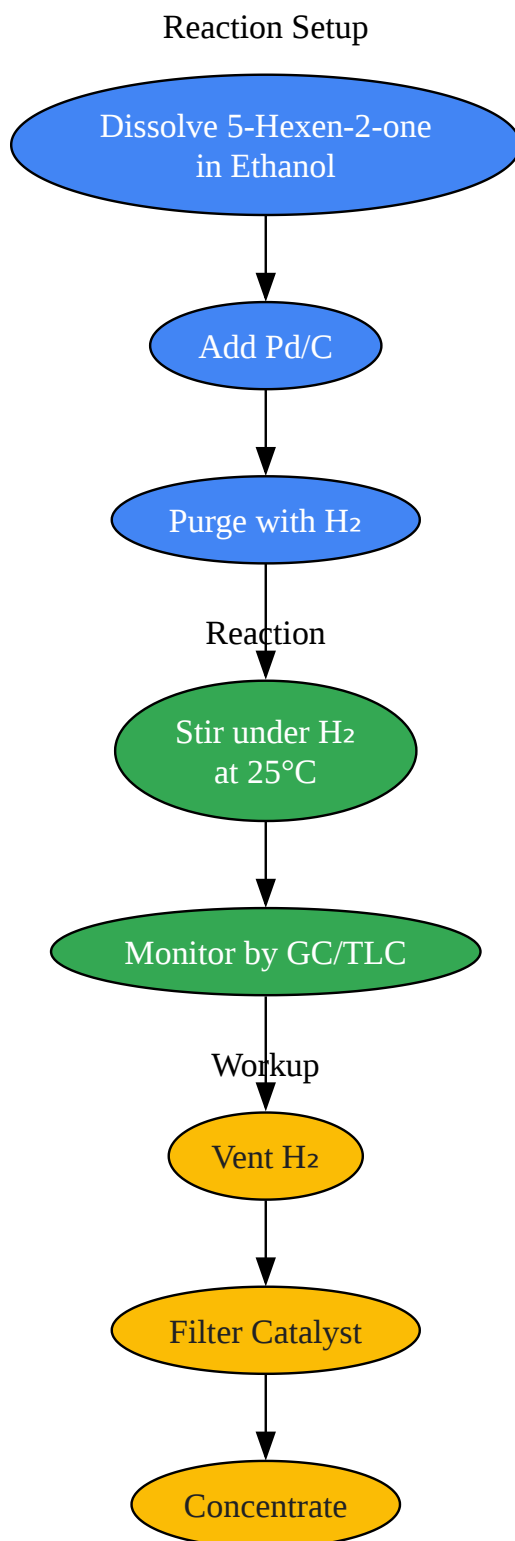 Reaction Setup
Dissolve 5-Hexen-2-one
in Ethanol
Add Pd/C
Purge with H₂
Reaction
Stir under H₂
at 25°C
Monitor by GC/TLC
Workup
Vent H₂
Filter Catalyst
Concentrate